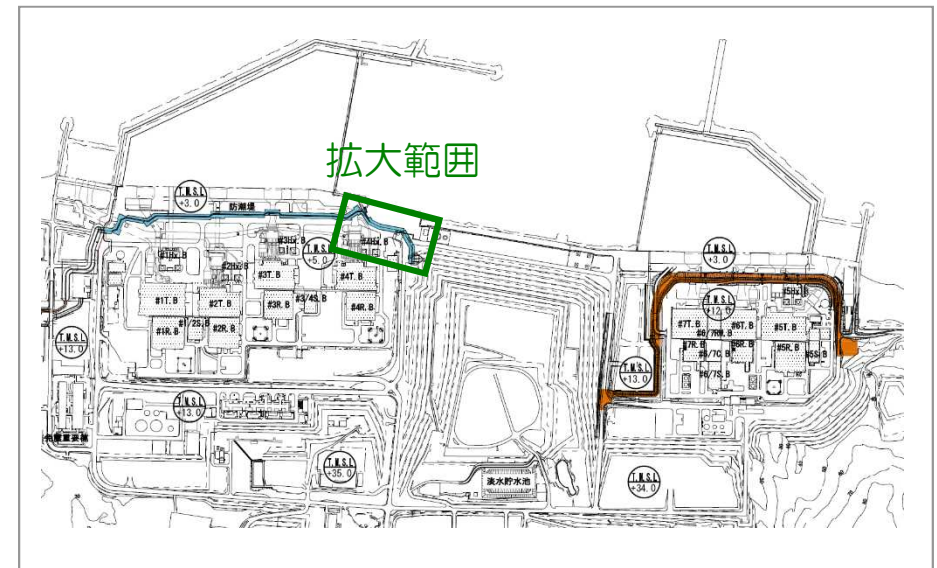 拡大範囲
T.M.S.L
+3.0
防潮堤
#1Hx.B
#2Hx.B
#3Hx.B
T.M.S.L
+5.0
#4Hx.B
#1T.B
#2T.B
#3T.B
#4T.B
#1R.B
#1/2S.B
#2R.B
#3R.B
#3/4S.B
#4R.B
T.M.S.L
+13.0
T.M.S.L
+13.0
T.M.S.L
+35.0
淡水貯水池
T.M.S.L
+3.0
#5Hx.B
#7T.B
#6T.B
#5T.B
#6/7RW.B
#7R.B
#6/7C.B
#6R.B
#5R.B
#5S.B
#6/7S.B
T.M.S.L
+13.0
T.M.S.L
+34.0